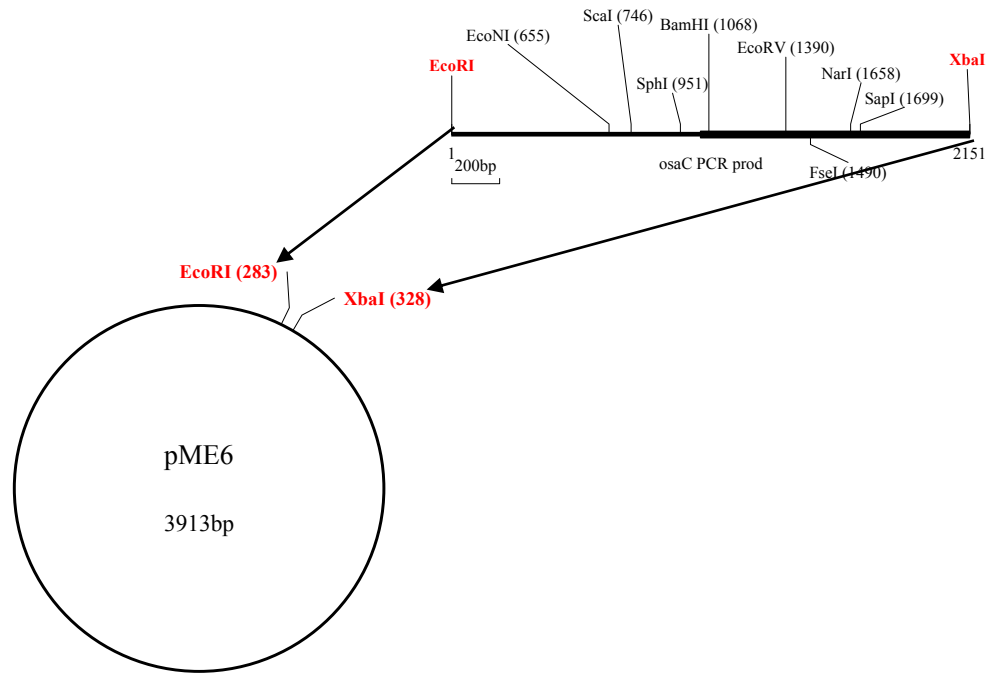 ScaI (746)
BamHI (1068)
EcoNI (655)
EcoRV (1390)
EcoRI
XbaI
NarI (1658)
SphI (951)
SapI (1699)
1
2151
200bp
osaC PCR prod
FseI (1490)
EcoRI (283)
XbaI (328)
pME6
3913bp